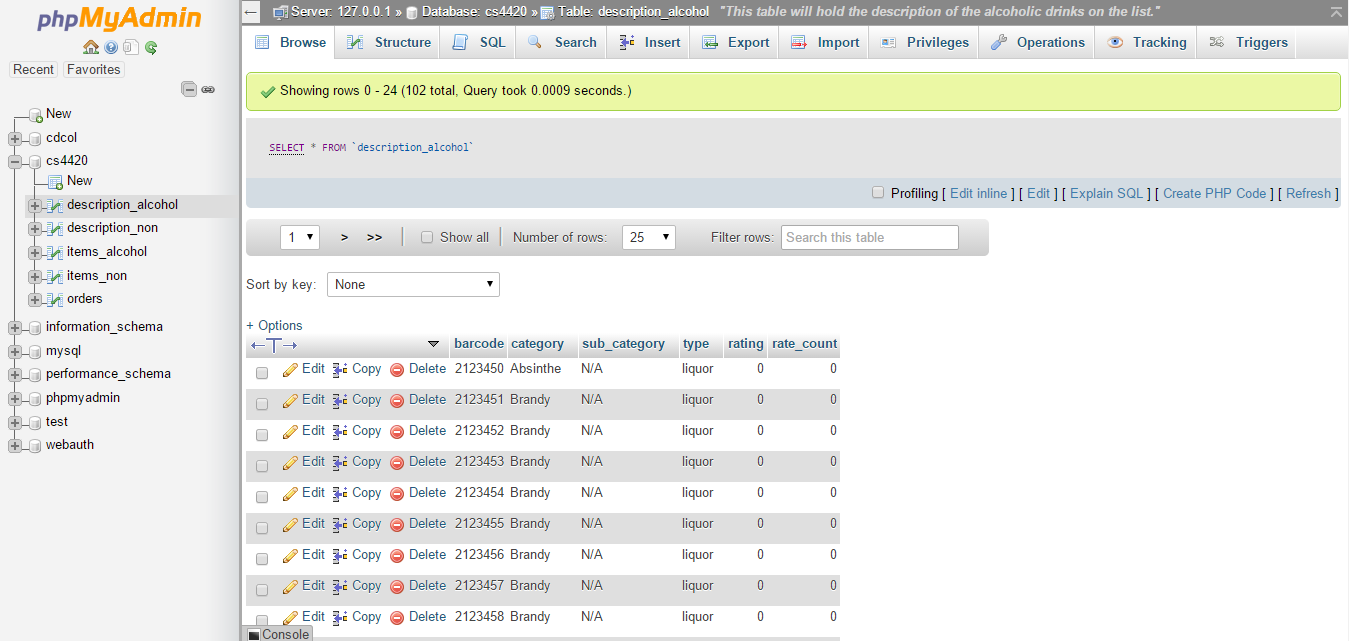 phpMyAdmin
Recent Favorites
New
cdcol
cs4420
New
description_alcohol
description_non
items_alcohol
items_non
orders
information_schema
mysql
performance_schema
phpmyadmin
test
webauth
Server: 127.0.0.1 » Database: cs4420 » Table: description_alcohol "This table will hold the description of the alcoholic drinks on the list."
Browse Structure SQL Search Insert Export Import Privileges Operations Tracking Triggers
Showing rows 0 - 24 (102 total, Query took 0.0009 seconds.)
SELECT * FROM `description_alcohol`
Profiling [ Edit inline ] [ Edit ] [ Explain SQL ] [ Create PHP Code ] [ Refresh ]
1 > >> Show all Number of rows: 25 Filter rows: Search this table
Sort by key: None
+ Options
←T→ barcode category sub_category type rating rate_count
Edit Copy Delete 2123450 Absinthe N/A liquor 0 0
Edit Copy Delete 2123451 Brandy N/A liquor 0 0
Edit Copy Delete 2123452 Brandy N/A liquor 0 0
Edit Copy Delete 2123453 Brandy N/A liquor 0 0
Edit Copy Delete 2123454 Brandy N/A liquor 0 0
Edit Copy Delete 2123455 Brandy N/A liquor 0 0
Edit Copy Delete 2123456 Brandy N/A liquor 0 0
Edit Copy Delete 2123457 Brandy N/A liquor 0 0
Edit Copy Delete 2123458 Brandy N/A liquor 0 0
Console